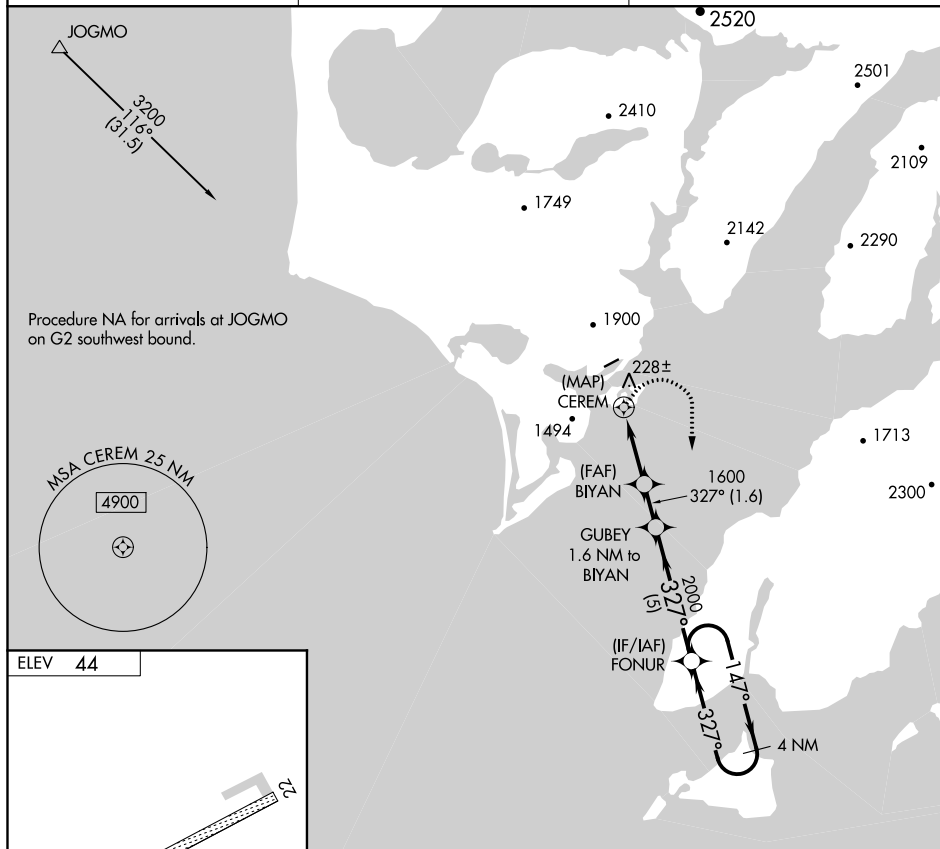 JOGMO
3200
116°
(31.5)
2520
2501
2410
2109
1749
2142
2290
Procedure NA for arrivals at JOGMO
on G2 southwest bound.
1900
228±
(MAP)
CEREM
1494
1713
MSA CEREM 25 NM
4900
(FAF)
BIYAN
1600
327° (1.6)
2300
GUBEY
1.6 NM to
BIYAN
2000
327°
(5)
(IF/IAF)
FONUR
147°
327°
4 NM
ELEV 44
22